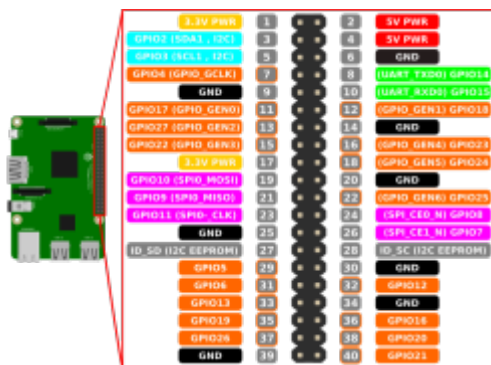 3.3V PWR 1 2 5V PWR
GPIO2 (SDA1 , I2C) 3 4 5V PWR
GPIO3 (SCL1 , I2C) 5 6 GND
GPIO4 (GPIO_GCLK) 7 8 (UART_TXD0) GPIO14
GND 9 10 (UART_RXD0) GPIO15
GPIO17 (GPIO_GEN0) 11 12 (GPIO_GEN1) GPIO18
GPIO27 (GPIO_GEN2) 13 14 GND
GPIO22 (GPIO_GEN3) 15 16 (GPIO_GEN4) GPIO23
3.3V PWR 17 18 (GPIO_GEN5) GPIO24
GPIO10 (SPI0_MOSI) 19 20 GND
GPIO9 (SPI0_MISO) 21 22 (GPIO_GEN6) GPIO25
GPIO11 (SPI0-_CLK) 23 24 (SPI_CE0_N) GPIO8
GND 25 26 (SPI_CE1_N) GPIO7
ID_SD (I2C EEPROM) 27 28 ID_SC (I2C EEPROM)
GPIO5 29 30 GND
GPIO6 31 32 GPIO12
GPIO13 33 34 GND
GPIO19 35 36 GPIO16
GPIO26 37 38 GPIO20
GND 39 40 GPIO21